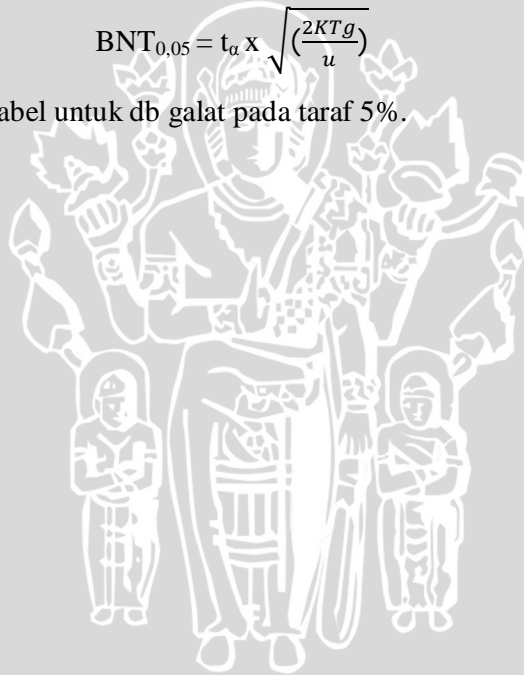 BNT₀,₀₅ = tα x √((2KTg/u))
abel untuk db galat pada taraf 5%.